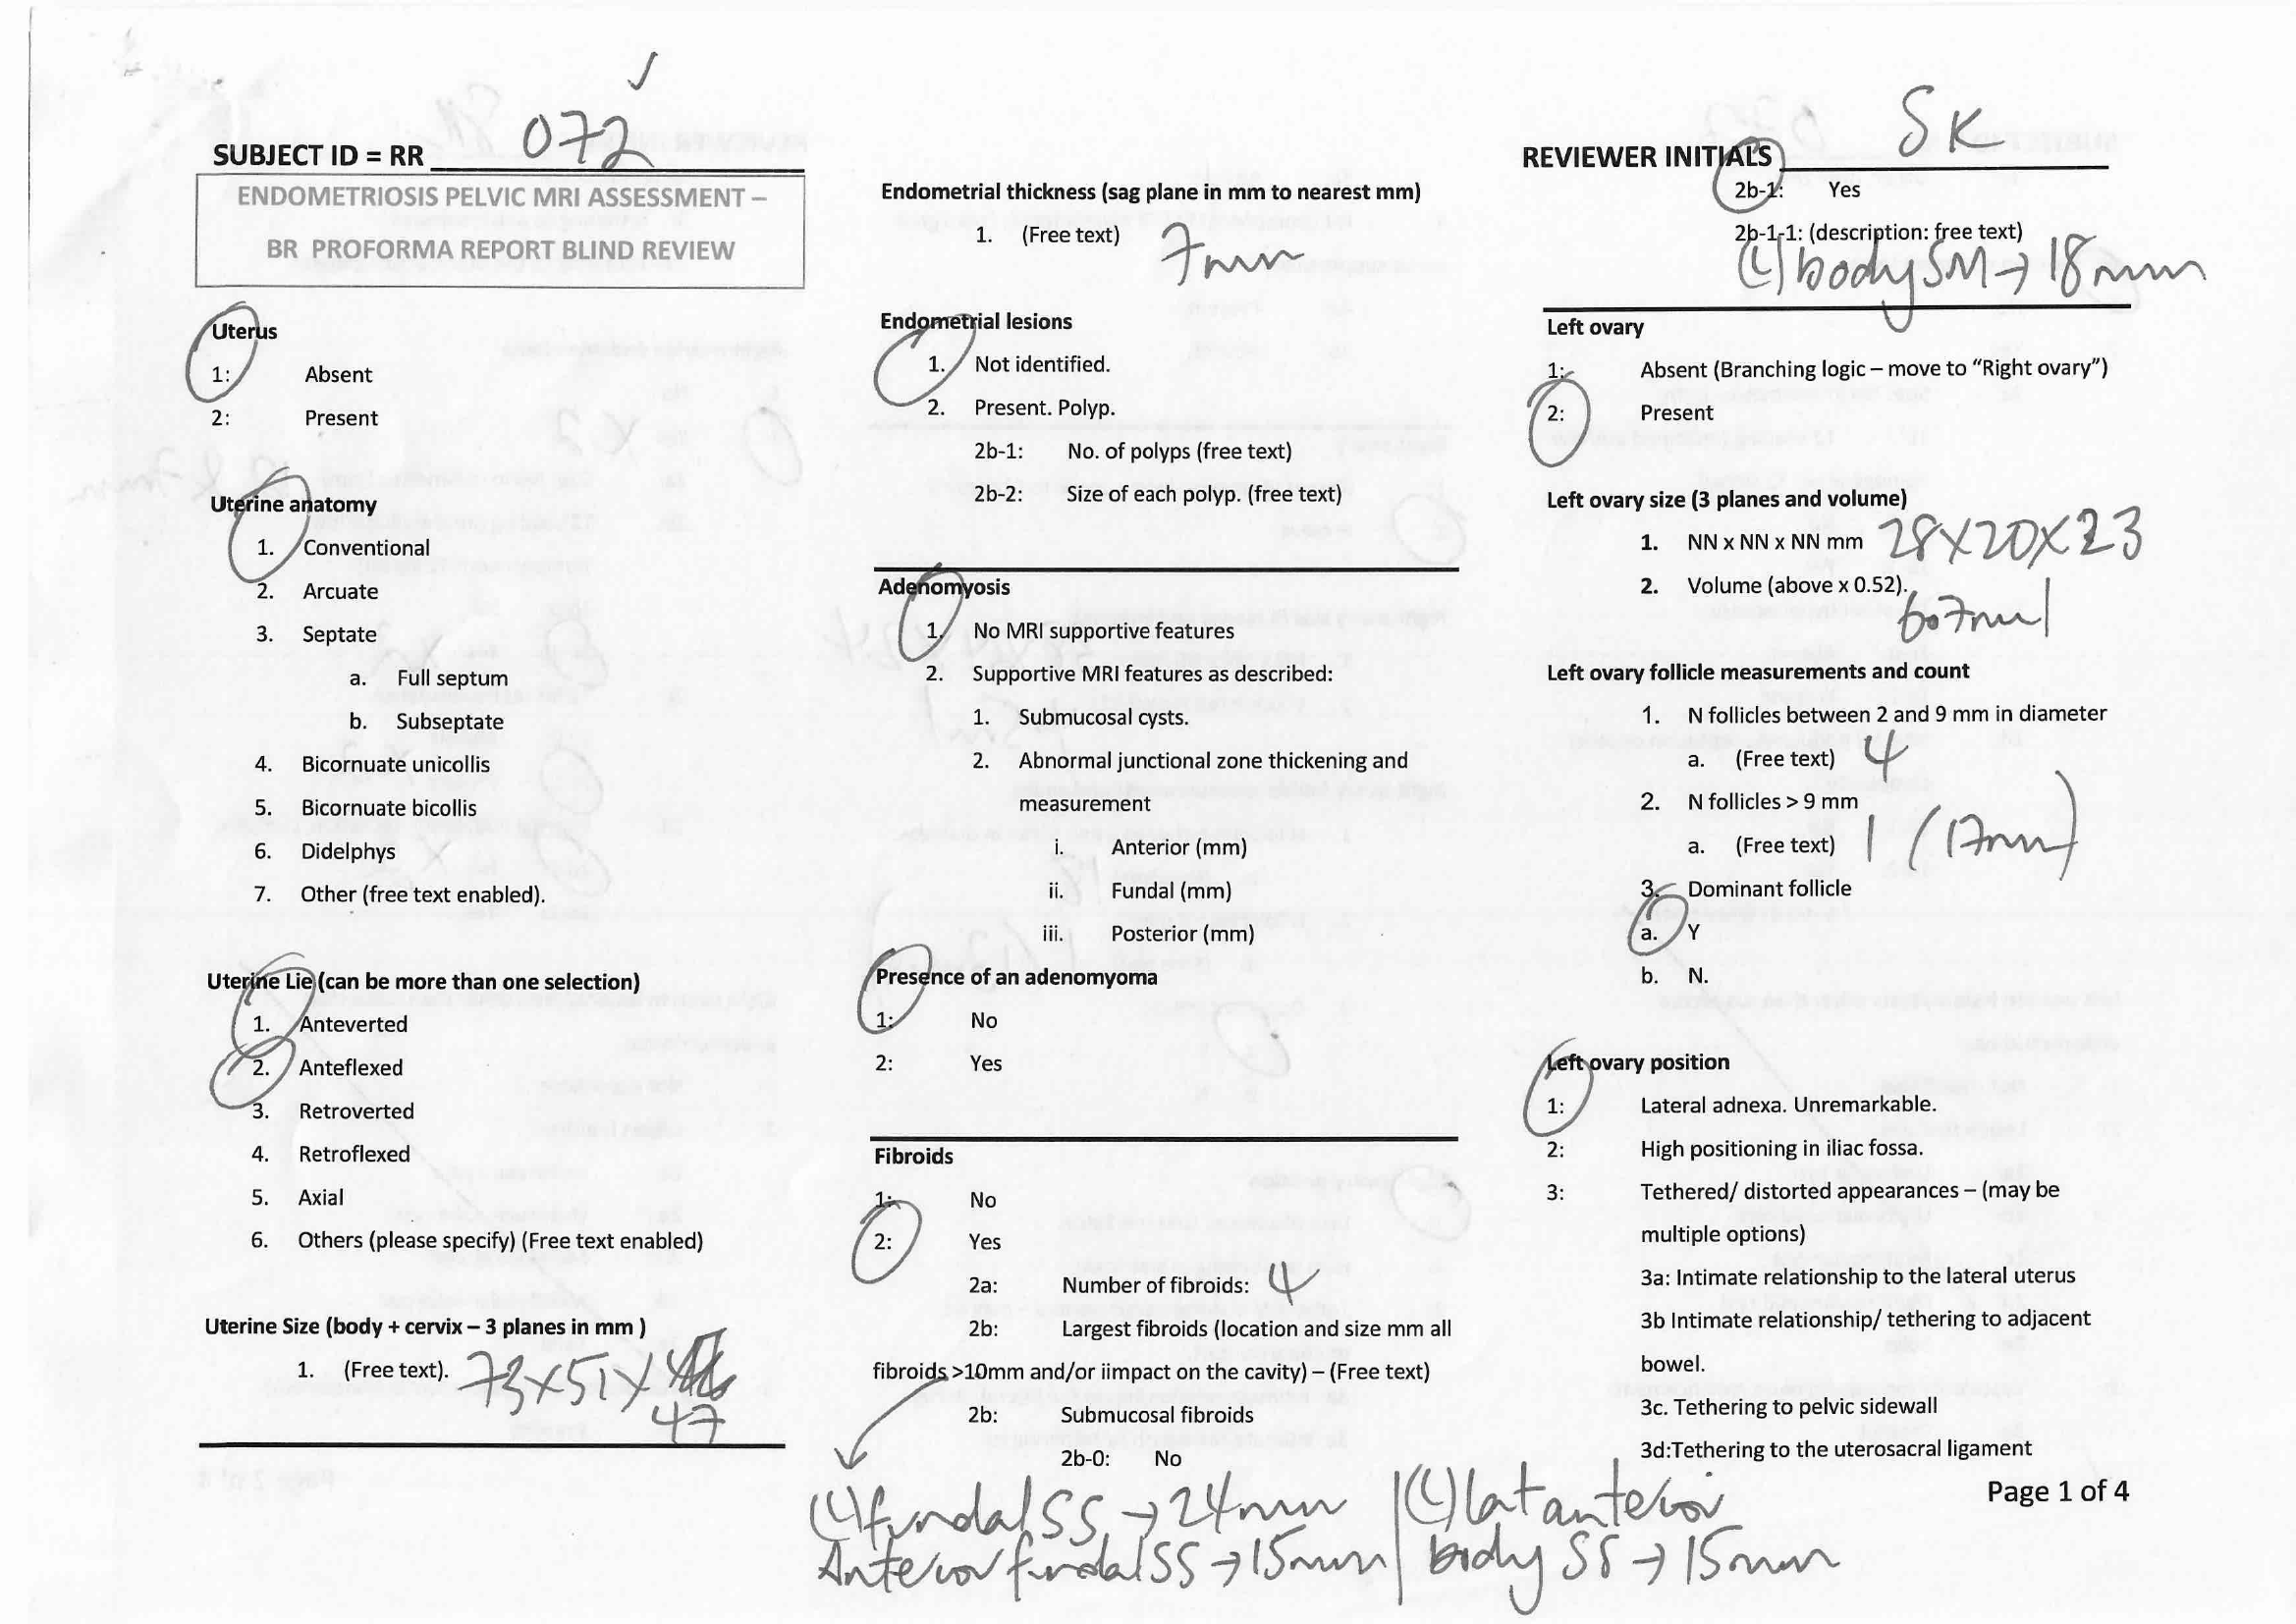 SUBJECT ID = RR 072
ENDOMETRIOSIS PELVIC MRI ASSESSMENT –
BR PROFORMA REPORT BLIND REVIEW
Uterus
1: Absent
2: Present
Uterine anatomy
1. Conventional
2. Arcuate
3. Septate
a. Full septum
b. Subseptate
4. Bicornuate unicollis
5. Bicornuate bicollis
6. Didelphys
7. Other (free text enabled).
Uterine Lie (can be more than one selection)
1. Anteverted
2. Anteflexed
3. Retroverted
4. Retroflexed
5. Axial
6. Others (please specify) (Free text enabled)
Uterine Size (body + cervix – 3 planes in mm )
1. (Free text). 73 x 51 x
47
Endometrial thickness (sag plane in mm to nearest mm)
1. (Free text) 7mm
Endometrial lesions
1. Not identified.
2. Present. Polyp.
2b-1: No. of polyps (free text)
2b-2: Size of each polyp. (free text)
Adenomyosis
1. No MRI supportive features
2. Supportive MRI features as described:
1. Submucosal cysts.
2. Abnormal junctional zone thickening and
measurement
i. Anterior (mm)
ii. Fundal (mm)
iii. Posterior (mm)
Presence of an adenomyoma
1: No
2: Yes
Fibroids
1: No
2: Yes
2a: Number of fibroids: 4
2b: Largest fibroids (location and size mm all
fibroids >10mm and/or iimpact on the cavity) – (Free text)
2b: Submucosal fibroids
2b-0: No
(L) fundal SS → 24mm
Anterior fundal SS → 15mm
(L) lat anterior
body SS → 15mm
REVIEWER INITIALS SK
2b-1: Yes
2b-1-1: (description: free text)
(L) body SM → 18mm
Left ovary
1: Absent (Branching logic – move to “Right ovary”)
2: Present
Left ovary size (3 planes and volume)
1. NN x NN x NN mm 28 x 20 x 23
2. Volume (above x 0.52).
Left ovary follicle measurements and count
1. N follicles between 2 and 9 mm in diameter
a. (Free text) 4
2. N follicles > 9 mm
a. (Free text) 1 (17mm)
3. Dominant follicle
a. Y
b. N.
Left ovary position
1: Lateral adnexa. Unremarkable.
2: High positioning in iliac fossa.
3: Tethered/ distorted appearances – (may be
multiple options)
3a: Intimate relationship to the lateral uterus
3b Intimate relationship/ tethering to adjacent
bowel.
3c. Tethering to pelvic sidewall
3d:Tethering to the uterosacral ligament
Page 1 of 4